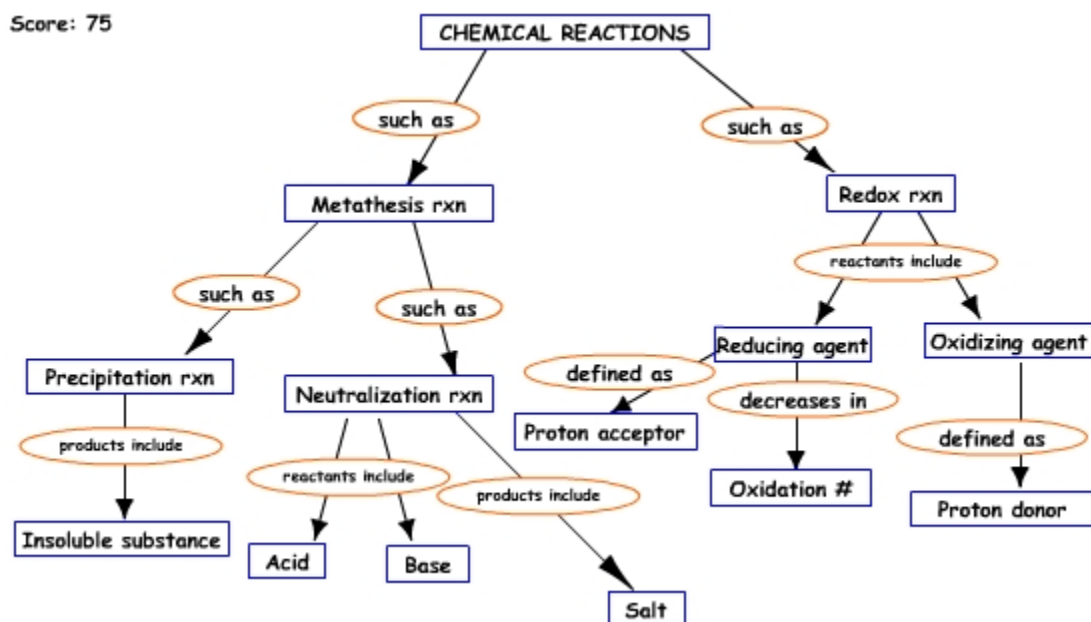 Score: 75
CHEMICAL REACTIONS
such as
such as
Metathesis rxn
Redox rxn
such as
such as
reactants include
Precipitation rxn
Neutralization rxn
Reducing agent
Oxidizing agent
defined as
decreases in
Proton acceptor
products include
reactants include
products include
defined as
Oxidation #
Proton donor
Insoluble substance
Acid
Base
Salt